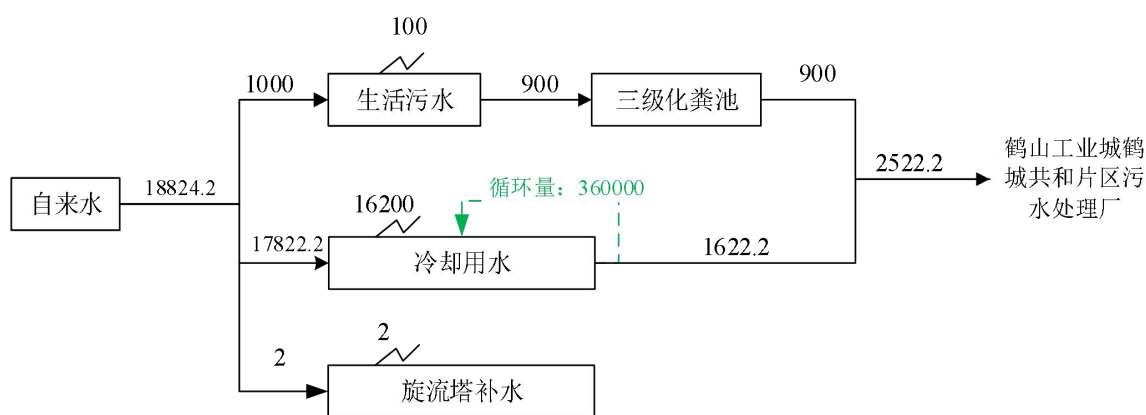 100
1000
生活污水
900
三级化粪池
900
自来水
18824.2
2522.2
鹤山工业城鹤
城共和片区污
水处理厂
循环量：360000
16200
17822.2
冷却用水
1622.2
2
2
旋流塔补水